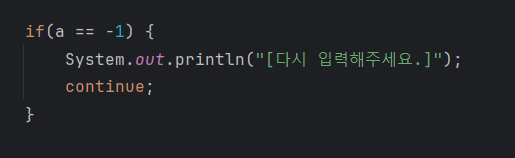 if(a == -1) {
    System.out.println("[다시 입력해주세요.]");
    continue;
}